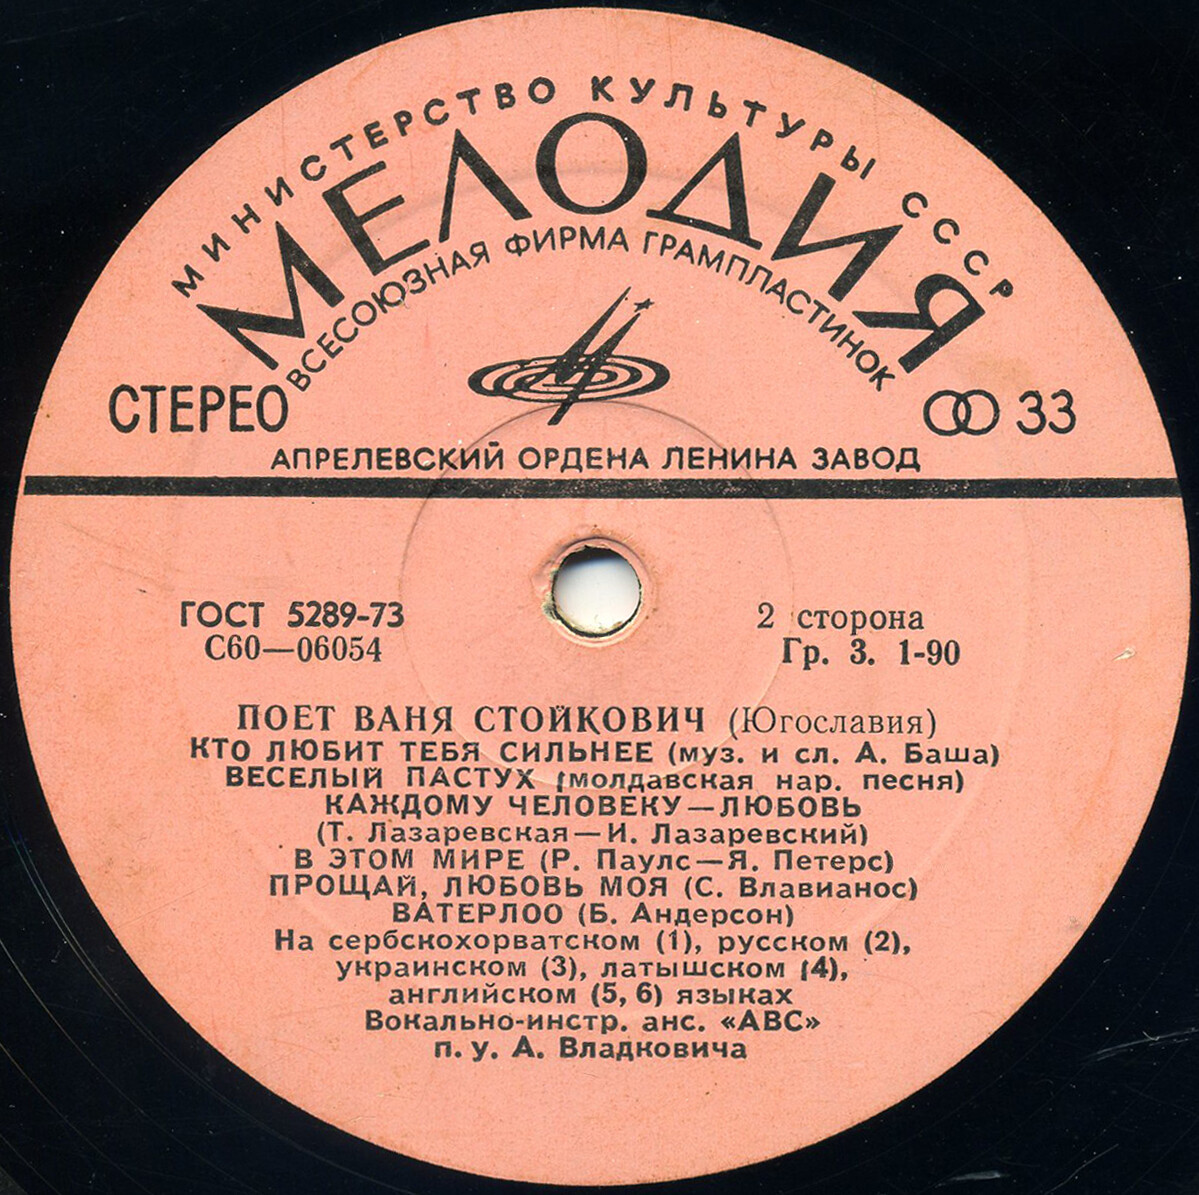 МИНИСТЕРСТВО КУЛЬТУРЫ СССР
МЕЛОДИЯ
ВСЕСОЮЗНАЯ ФИРМА ГРАМПЛАСТИНОК
СТЕРЕО 33
АПРЕЛЕВСКИЙ ОРДЕНА ЛЕНИНА ЗАВОД
ГОСТ 5289-73 2 сторона
С60—06054 Гр. 3. 1-90
ПОЕТ ВАНЯ СТОЙКОВИЧ (Югославия)
КТО ЛЮБИТ ТЕБЯ СИЛЬНЕЕ (муз. и сл. А. Баша)
ВЕСЕЛЫЙ ПАСТУХ (молдавская нар. песня)
КАЖДОМУ ЧЕЛОВЕКУ—ЛЮБОВЬ
(Т. Лазаревская—И. Лазаревский)
В ЭТОМ МИРЕ (Р. Паулс—Я. Петерс)
ПРОЩАЙ, ЛЮБОВЬ МОЯ (С. Влавианос)
ВАТЕРЛОО (Б. Андерсон)
На сербскохорватском (1), русском (2),
украинском (3), латышском (4),
английском (5, 6) языках
Вокально-инстр. анс. «АВС»
п. у. А. Владковича